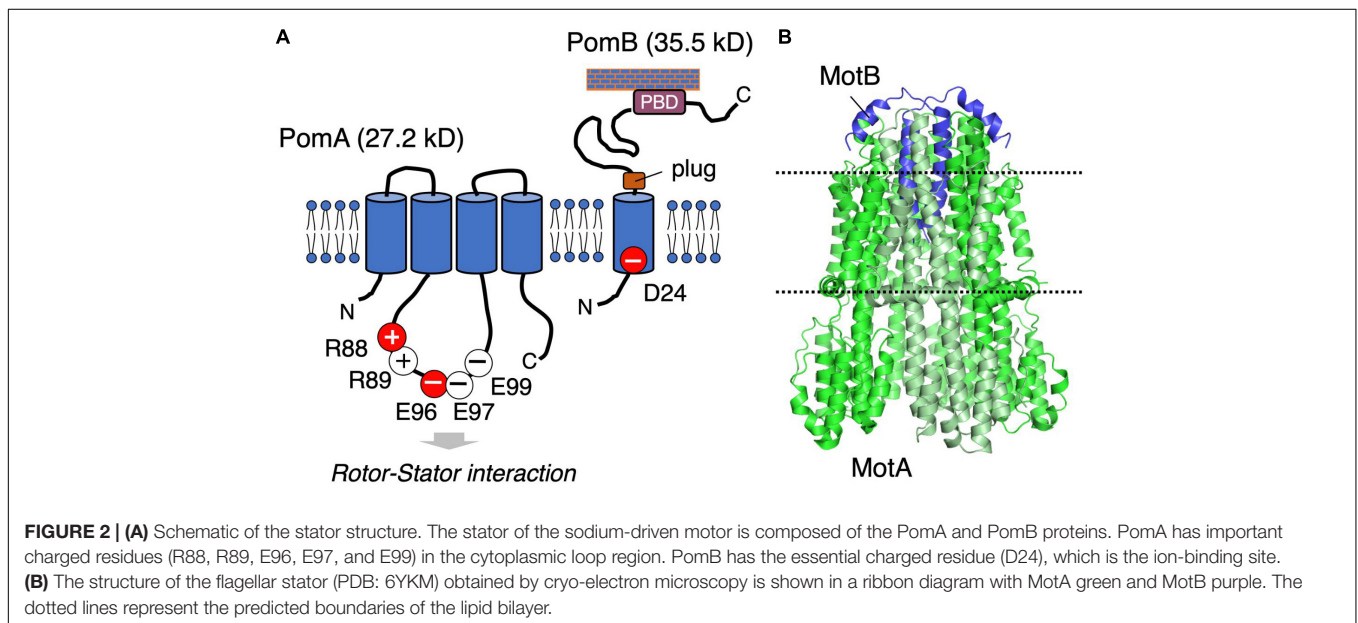 A
PomB (35.5 kD)
PBD
C
PomA (27.2 kD)
plug
N
D24
N
R88
R89
E96
E97
E99
C
+
+
−
−
−
−
Rotor-Stator interaction
B
MotB
MotA
FIGURE 2 | (A) Schematic of the stator structure. The stator of the sodium-driven motor is composed of the PomA and PomB proteins. PomA has important
charged residues (R88, R89, E96, E97, and E99) in the cytoplasmic loop region. PomB has the essential charged residue (D24), which is the ion-binding site.
(B) The structure of the flagellar stator (PDB: 6YKM) obtained by cryo-electron microscopy is shown in a ribbon diagram with MotA green and MotB purple. The
dotted lines represent the predicted boundaries of the lipid bilayer.